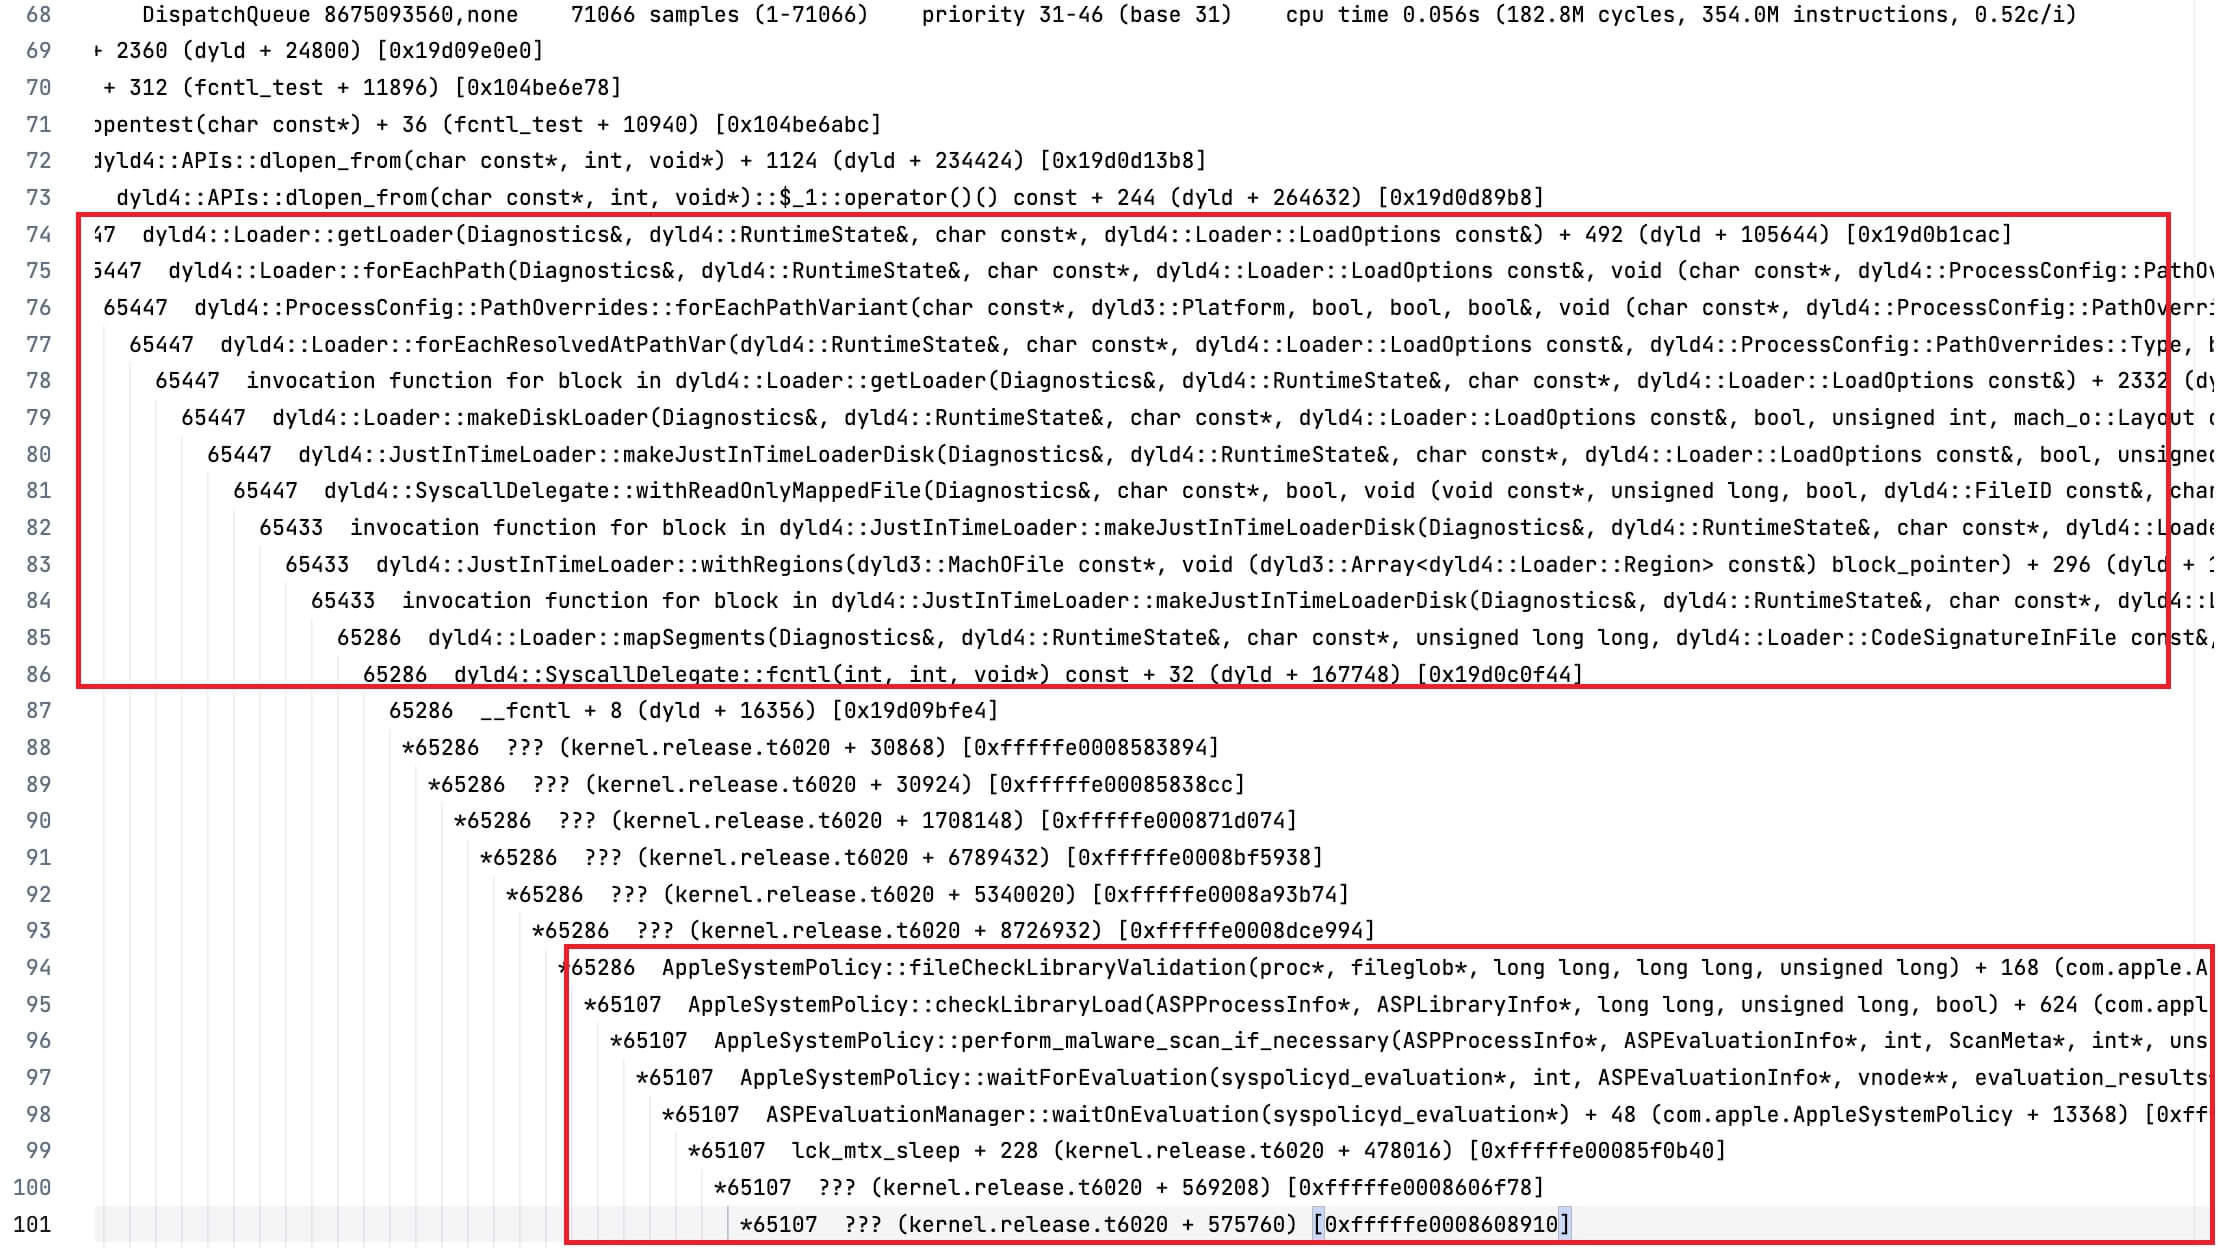 68 DispatchQueue 8675093560,none 71066 samples (1-71066) priority 31-46 (base 31) cpu time 0.056s (182.8M cycles, 354.0M instructions, 0.52c/i)
69 + 2360 (dyld + 24800) [0x19d09e0e0]
70 + 312 (fcntl_test + 11896) [0x104be6e78]
71 opentest(char const*) + 36 (fcntl_test + 10940) [0x104be6abc]
72 dyld4::APIs::dlopen_from(char const*, int, void*) + 1124 (dyld + 234424) [0x19d0d13b8]
73 dyld4::APIs::dlopen_from(char const*, int, void*)::$_1::operator()() const + 244 (dyld + 264632) [0x19d0d89b8]
74 47 dyld4::Loader::getLoader(Diagnostics&, dyld4::RuntimeState&, char const*, dyld4::Loader::LoadOptions const&) + 492 (dyld + 105644) [0x19d0b1cac]
75 5447 dyld4::Loader::forEachPath(Diagnostics&, dyld4::RuntimeState&, char const*, dyld4::Loader::LoadOptions const&, void (char const*, dyld4::ProcessConfig::PathOv
76 65447 dyld4::ProcessConfig::PathOverrides::forEachPathVariant(char const*, dyld3::Platform, bool, bool, bool&, void (char const*, dyld4::ProcessConfig::PathOverri
77 65447 dyld4::Loader::forEachResolvedAtPathVar(dyld4::RuntimeState&, char const*, dyld4::Loader::LoadOptions const&, dyld4::ProcessConfig::PathOverrides::Type, b
78 65447 invocation function for block in dyld4::Loader::getLoader(Diagnostics&, dyld4::RuntimeState&, char const*, dyld4::Loader::LoadOptions const&) + 2332 (dy
79 65447 dyld4::Loader::makeDiskLoader(Diagnostics&, dyld4::RuntimeState&, char const*, dyld4::Loader::LoadOptions const&, bool, unsigned int, mach_o::Layout c
80 65447 dyld4::JustInTimeLoader::makeJustInTimeLoaderDisk(Diagnostics&, dyld4::RuntimeState&, char const*, dyld4::Loader::LoadOptions const&, bool, unsigned
81 65447 dyld4::SyscallDelegate::withReadOnlyMappedFile(Diagnostics&, char const*, bool, void (void const*, unsigned long, bool, dyld4::FileID const&, char
82 65433 invocation function for block in dyld4::JustInTimeLoader::makeJustInTimeLoaderDisk(Diagnostics&, dyld4::RuntimeState&, char const*, dyld4::Loade
83 65433 dyld4::JustInTimeLoader::withRegions(dyld3::MachOFile const*, void (dyld3::Array<dyld4::Loader::Region> const&) block_pointer) + 296 (dyld + 1
84 65433 invocation function for block in dyld4::JustInTimeLoader::makeJustInTimeLoaderDisk(Diagnostics&, dyld4::RuntimeState&, char const*, dyld4::L
85 65286 dyld4::Loader::mapSegments(Diagnostics&, dyld4::RuntimeState&, char const*, unsigned long long, dyld4::Loader::CodeSignatureInFile const&,
86 65286 dyld4::SyscallDelegate::fcntl(int, int, void*) const + 32 (dyld + 167748) [0x19d0c0f44]
87 65286 __fcntl + 8 (dyld + 16356) [0x19d09bfe4]
88 *65286 ??? (kernel.release.t6020 + 30868) [0xfffffe0008583894]
89 *65286 ??? (kernel.release.t6020 + 30924) [0xfffffe00085838cc]
90 *65286 ??? (kernel.release.t6020 + 1708148) [0xfffffe000871d074]
91 *65286 ??? (kernel.release.t6020 + 6789432) [0xfffffe0008bf5938]
92 *65286 ??? (kernel.release.t6020 + 5340020) [0xfffffe0008a93b74]
93 *65286 ??? (kernel.release.t6020 + 8726932) [0xfffffe0008dce994]
94 *65286 AppleSystemPolicy::fileCheckLibraryValidation(proc*, fileglob*, long long, long long, unsigned long) + 168 (com.apple.A
95 *65107 AppleSystemPolicy::checkLibraryLoad(ASPProcessInfo*, ASPLibraryInfo*, long long, unsigned long, bool) + 624 (com.appl
96 *65107 AppleSystemPolicy::perform_malware_scan_if_necessary(ASPProcessInfo*, ASPEvaluationInfo*, int, ScanMeta*, int*, uns
97 *65107 AppleSystemPolicy::waitForEvaluation(syspolicyd_evaluation*, int, ASPEvaluationInfo*, vnode**, evaluation_results*
98 *65107 ASPEvaluationManager::waitOnEvaluation(syspolicyd_evaluation*) + 48 (com.apple.AppleSystemPolicy + 13368) [0xff
99 *65107 lck_mtx_sleep + 228 (kernel.release.t6020 + 478016) [0xfffffe00085f0b40]
100 *65107 ??? (kernel.release.t6020 + 569208) [0xfffffe0008606f78]
101 *65107 ??? (kernel.release.t6020 + 575760) [0xfffffe0008608910]